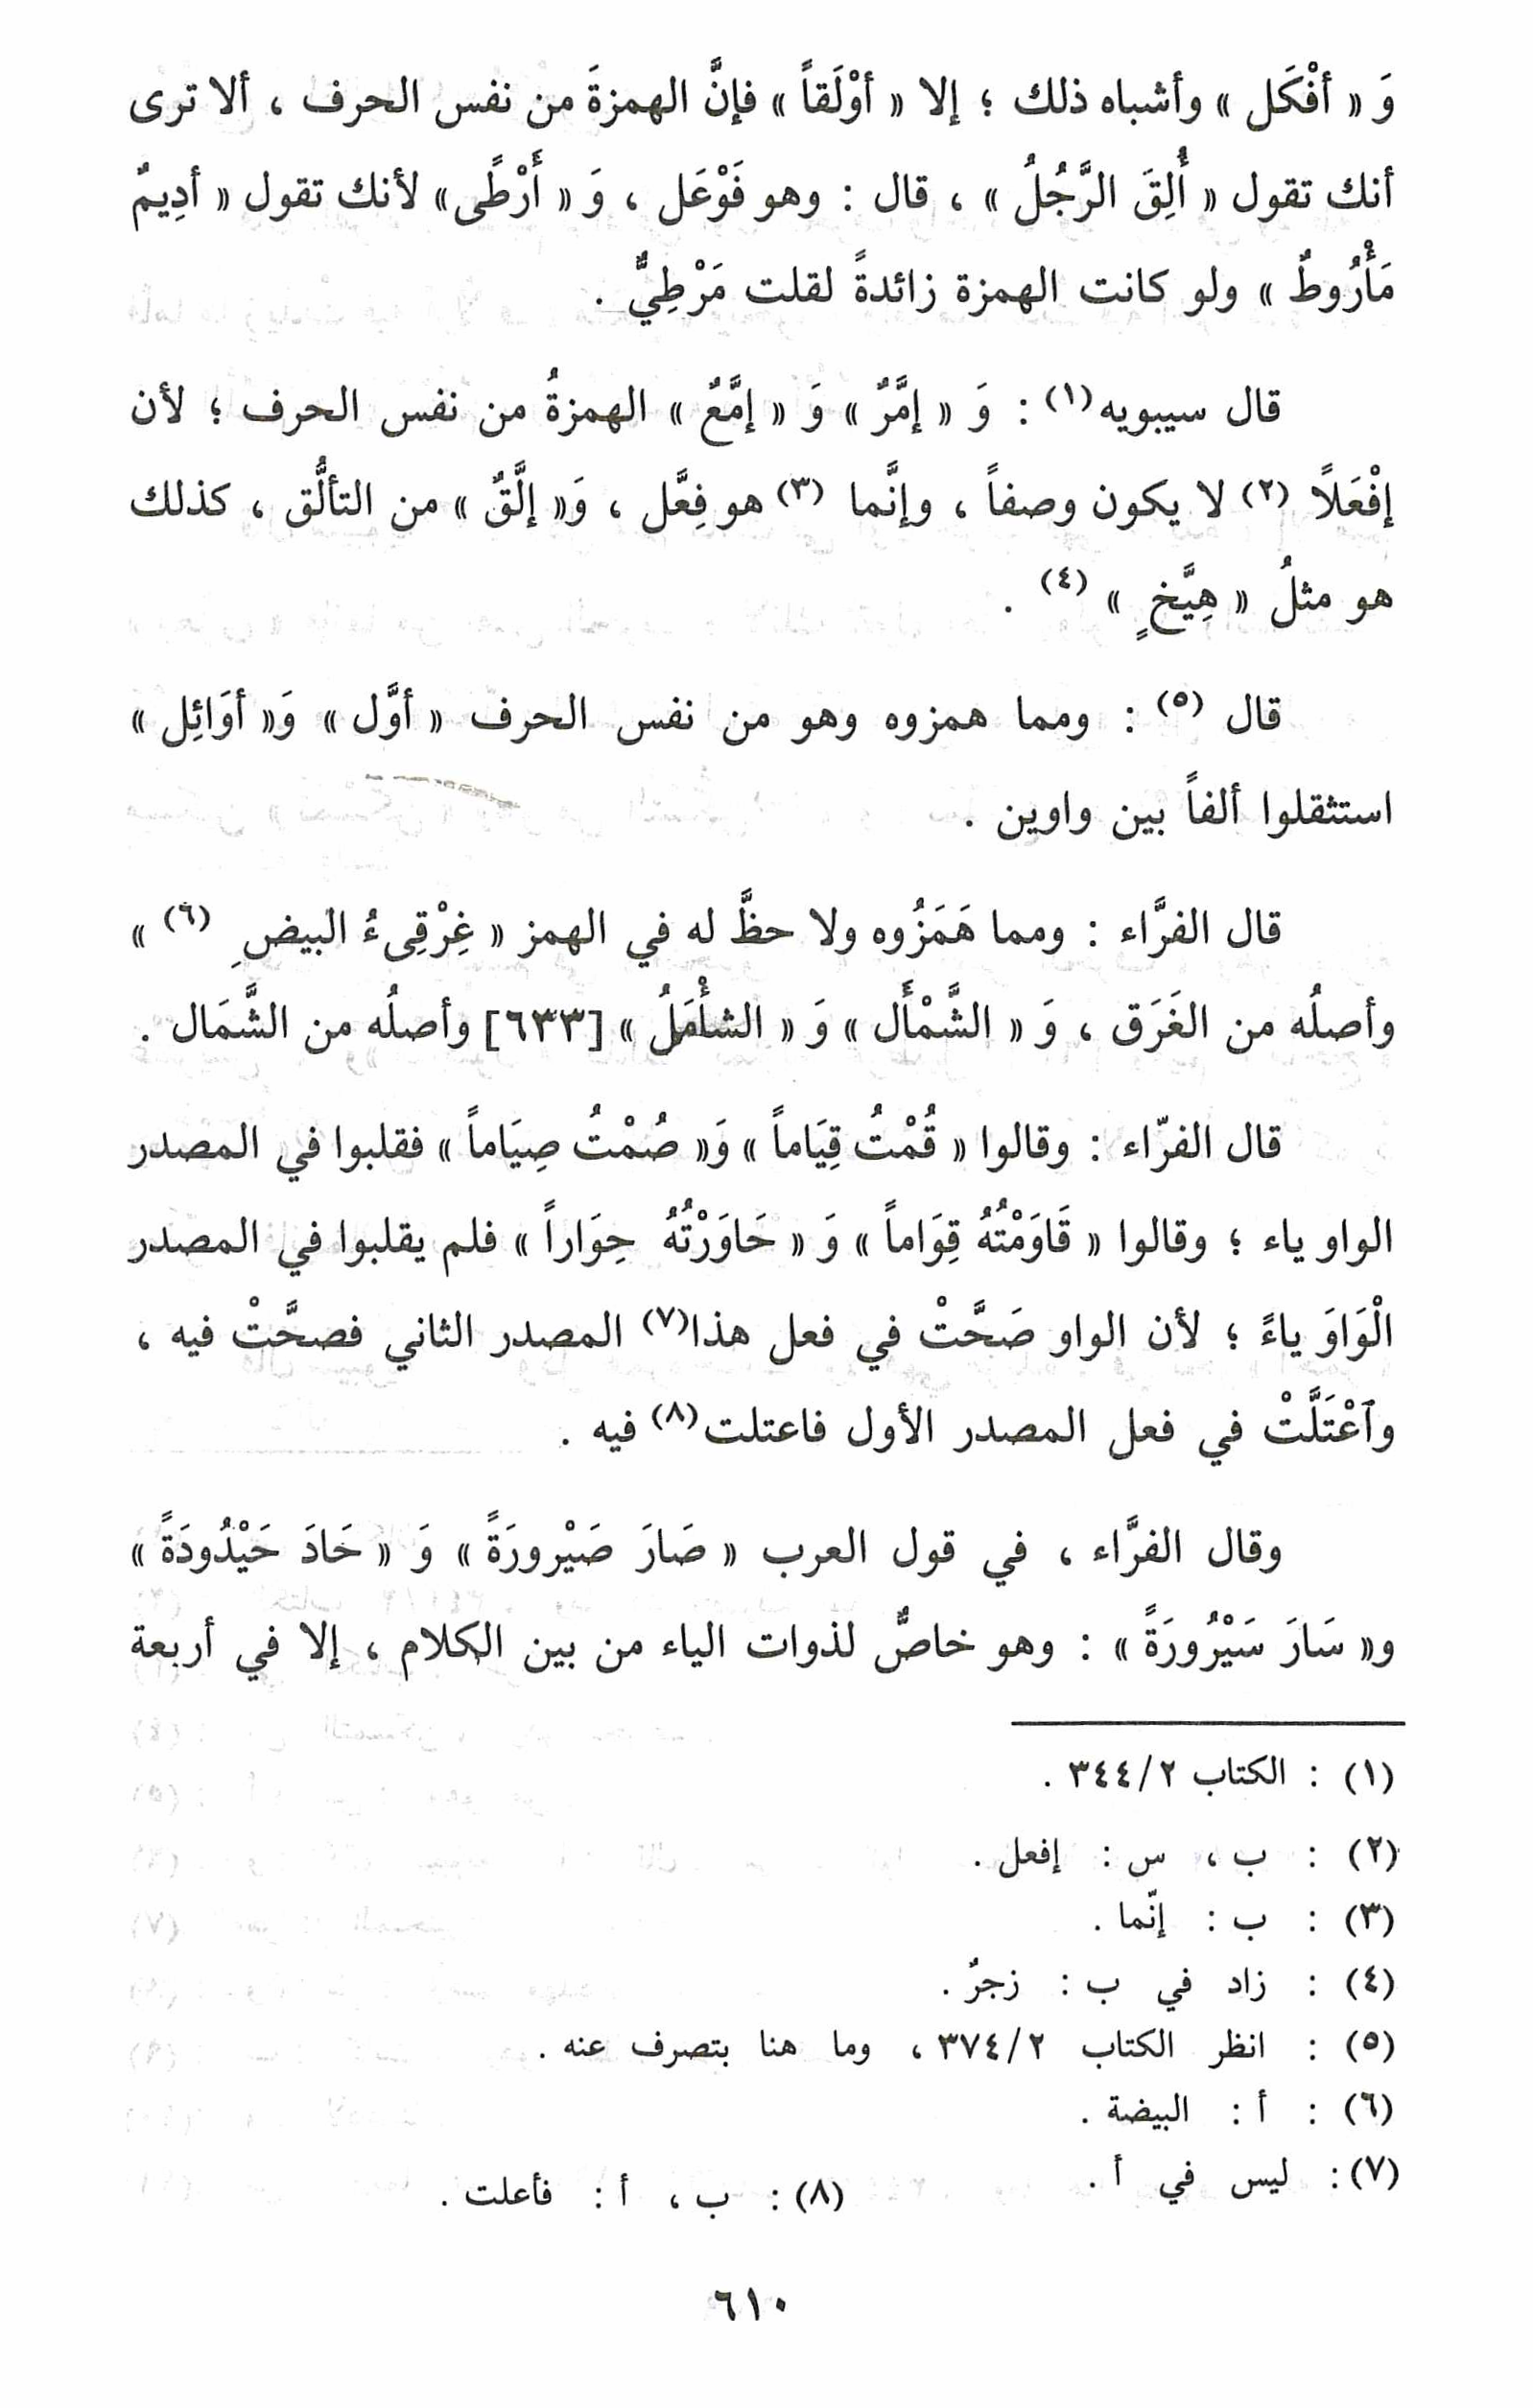 وَ « أفْكَل » وأشباه ذلك ؛ إلا « أوْلَقاً » فإنَّ الهمزةَ من نفس الحرف ، ألا ترى
أنك تقول « أُلِقَ الرَّجُلُ » ، قال : وهو فَوْعَل ، وَ « أَرْطًى » لأنك تقول « أدِيمٌ
مَأْرُوطٌ » ولو كانت الهمزة زائدةً لقلت مَرْطِيٌّ .
قال سيبويه(١) : وَ « إمَّرٌ » وَ « إمَّعٌ » الهمزةُ من نفس الحرف ؛ لأن
إفْعَلاً (٢) لا يكون وصفاً ، وإنَّما (٣) هو فِعَّل ، وَ« إلَّقٌ » من التألُّق ، كذلك
هو مثلُ « هِيَّخٍ » (٤) .
قال (٥) : ومما همزوه وهو من نفس الحرف « أوَّل » وَ« أوَائِل »
استثقلوا ألفاً بين واوين .
قال الفرَّاء : ومما هَمَزُوه ولا حظَّ له في الهمز « غِرْقِىءُ البيضِ (٦) »
وأصلُه من الغَرَق ، وَ « الشَّمْأَل » وَ « الشأْمَلُ » [٦٣٣] وأصلُه من الشَّمَال .
قال الفرّاء : وقالوا « قُمْتُ قِيَاماً » وَ« صُمْتُ صِيَاماً » فقلبوا في المصدر
الواو ياء ؛ وقالوا « قَاوَمْتُهُ قِوَاماً » وَ « حَاوَرْتُهُ حِوَاراً » فلم يقلبوا في المصدر
الْوَاوَ ياءً ؛ لأن الواو صَحَّتْ في فعل هذا(٧) المصدر الثاني فصحَّتْ فيه ،
وٱعْتَلَّتْ في فعل المصدر الأول فاعتلت(٨) فيه .
وقال الفرَّاء ، في قول العرب « صَارَ صَيْرورَةً » وَ « حَادَ حَيْدُودَةً »
و« سَارَ سَيْرُورَةً » : وهو خاصٌّ لذوات الياء من بين الكلام ، إلا في أربعة
(١) : الكتاب ٣٤٤/٢ .
(٢) : ب ، س : إفعل .
(٣) : ب : إنّما .
(٤) : زاد في ب : زجرٌ .
(٥) : انظر الكتاب ٣٧٤/٢ ، وما هنا بتصرف عنه .
(٦) : أ : البيضة .
(٧) : ليس في أ . (٨) : ب ، أ : فأعلت .
٦١٠